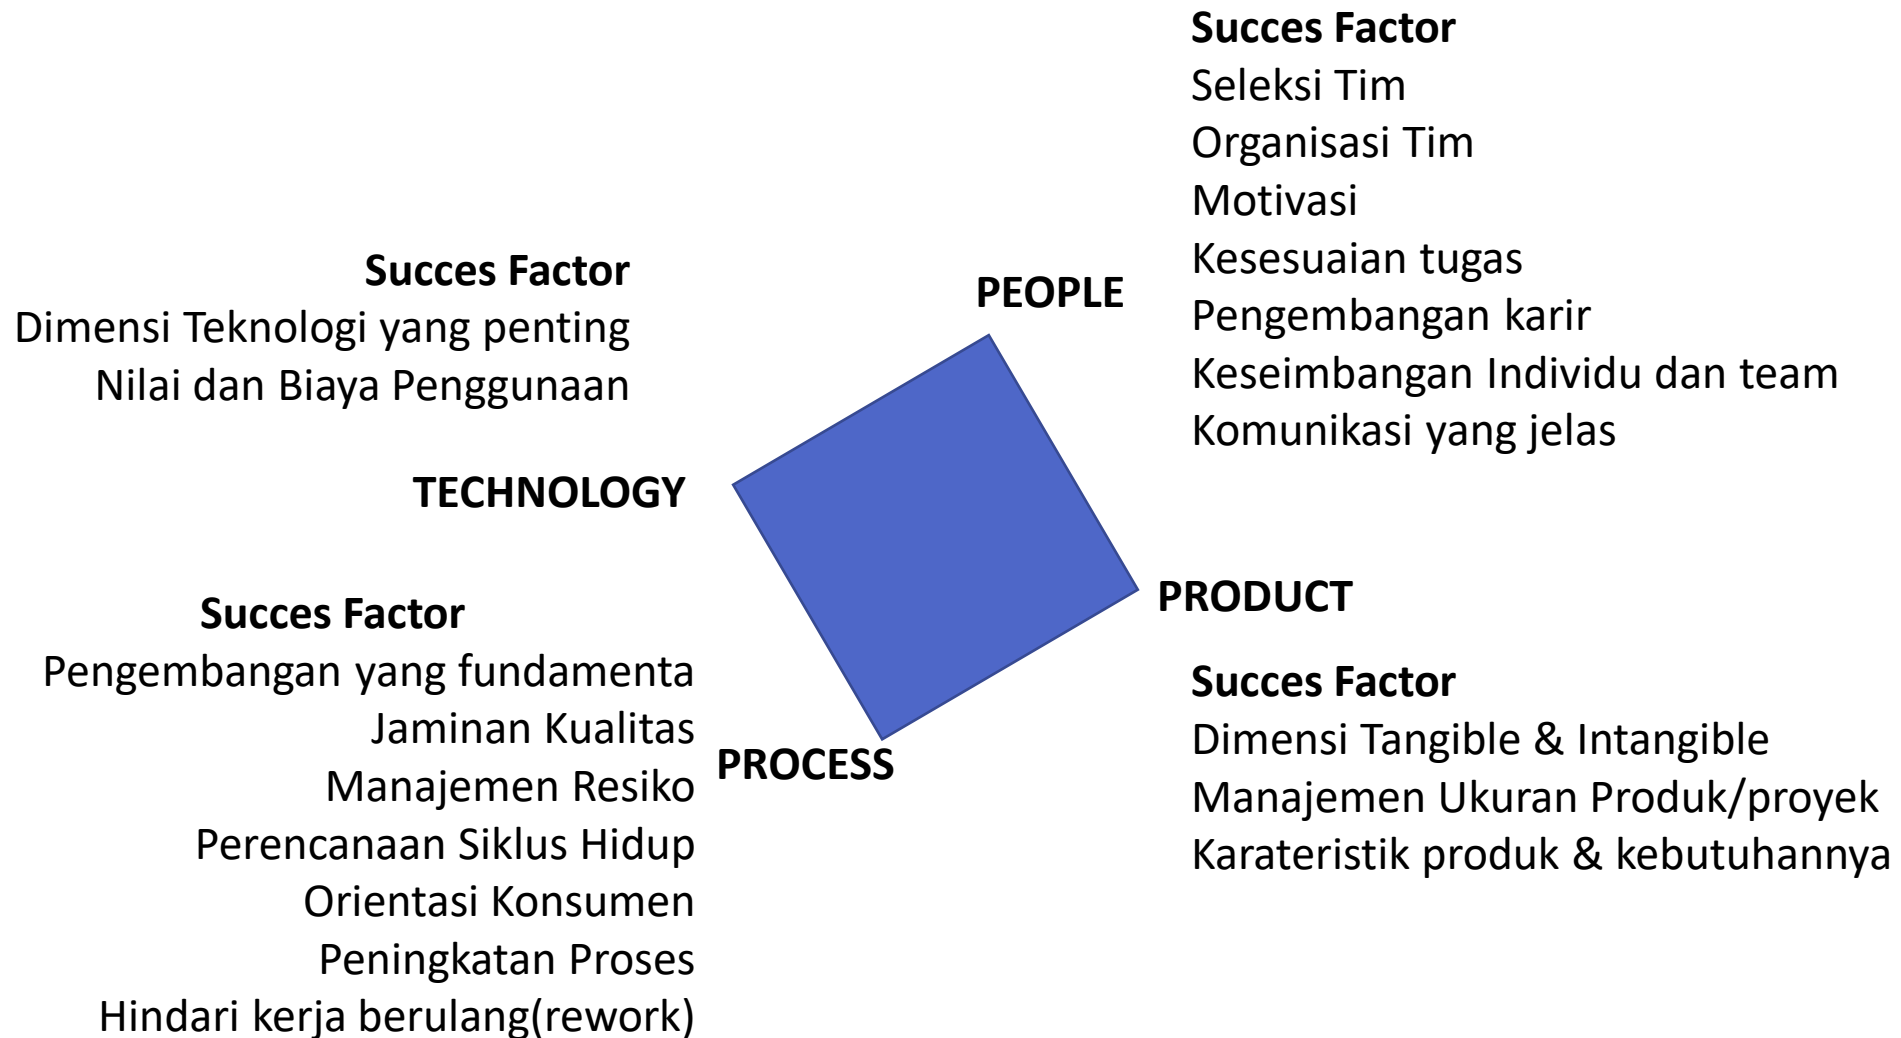 Succes Factor
Dimensi Teknologi yang penting
Nilai dan Biaya Penggunaan
TECHNOLOGY
PEOPLE
Succes Factor
Seleksi Tim
Organisasi Tim
Motivasi
Kesesuaian tugas
Pengembangan karir
Keseimbangan Individu dan team
Komunikasi yang jelas
Succes Factor
Pengembangan yang fundamenta
Jaminan Kualitas
Manajemen Resiko
Perencanaan Siklus Hidup
Orientasi Konsumen
Peningkatan Proses
Hindari kerja berulang(rework)
PROCESS
PRODUCT
Succes Factor
Dimensi Tangible & Intangible
Manajemen Ukuran Produk/proyek
Karateristik produk & kebutuhannya